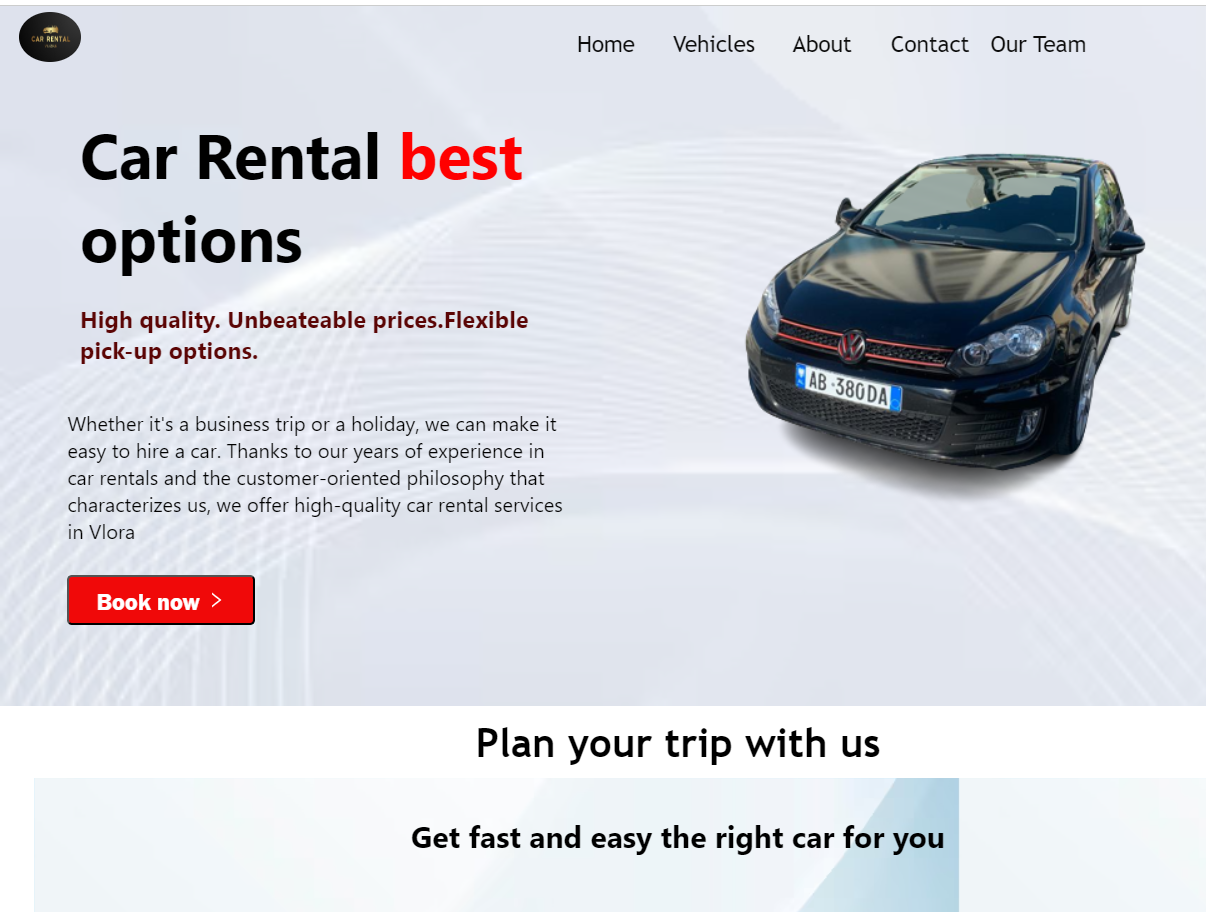 CAR RENTAL
Home Vehicles About Contact Our Team
Car Rental best
options
High quality. Unbeateable prices.Flexible
pick-up options.
AB 380DA
Whether it's a business trip or a holiday, we can make it
easy to hire a car. Thanks to our years of experience in
car rentals and the customer-oriented philosophy that
characterizes us, we offer high-quality car rental services
in Vlora
Book now >
Plan your trip with us
Get fast and easy the right car for you